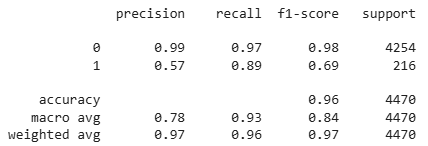 precision recall f1-score support
0 0.99 0.97 0.98 4254
1 0.57 0.89 0.69 216
accuracy 0.96 4470
macro avg 0.78 0.93 0.84 4470
weighted avg 0.97 0.96 0.97 4470